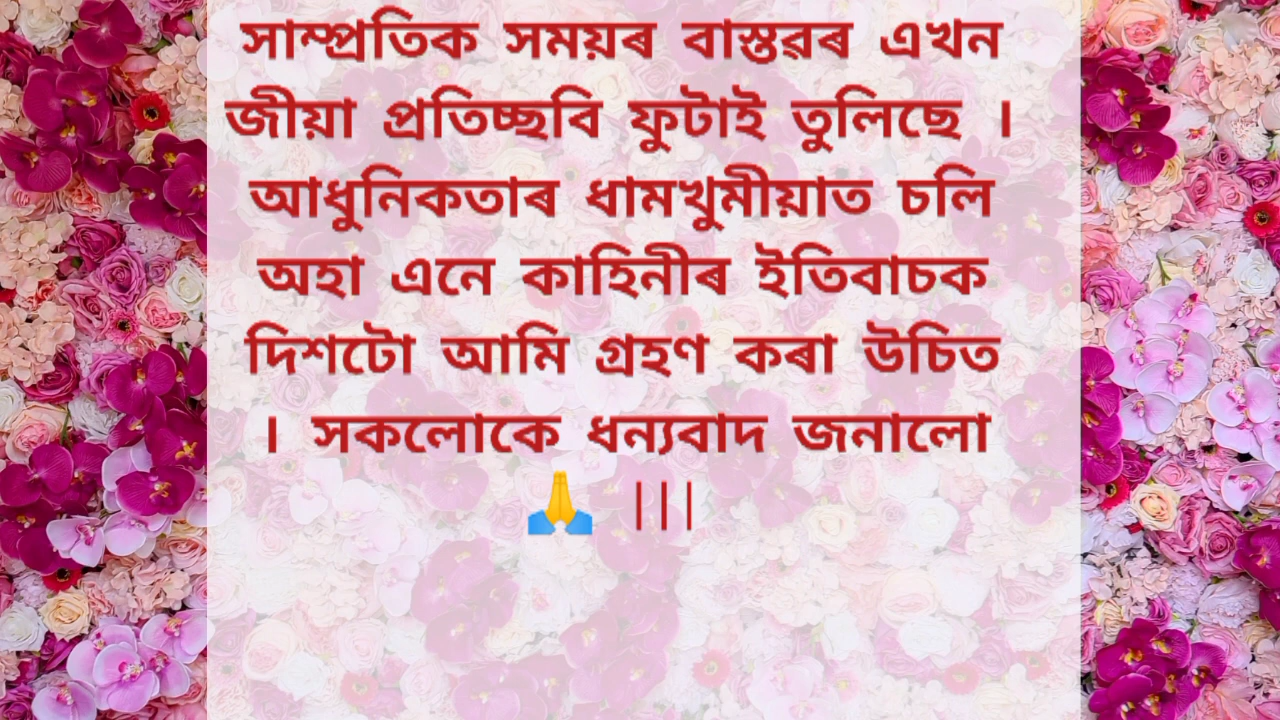 সাম্প্ৰতিক সময়ৰ বাস্তৱৰ এখন
জীয়া প্ৰতিচ্ছবি ফুটাই তুলিছে ।
আধুনিকতাৰ ধামখুমীয়াত চলি
অহা এনে কাহিনীৰ ইতিবাচক
দিশটো আমি গ্ৰহণ কৰা উচিত
। সকলোকে ধন্যবাদ জনালো
🙏 |||